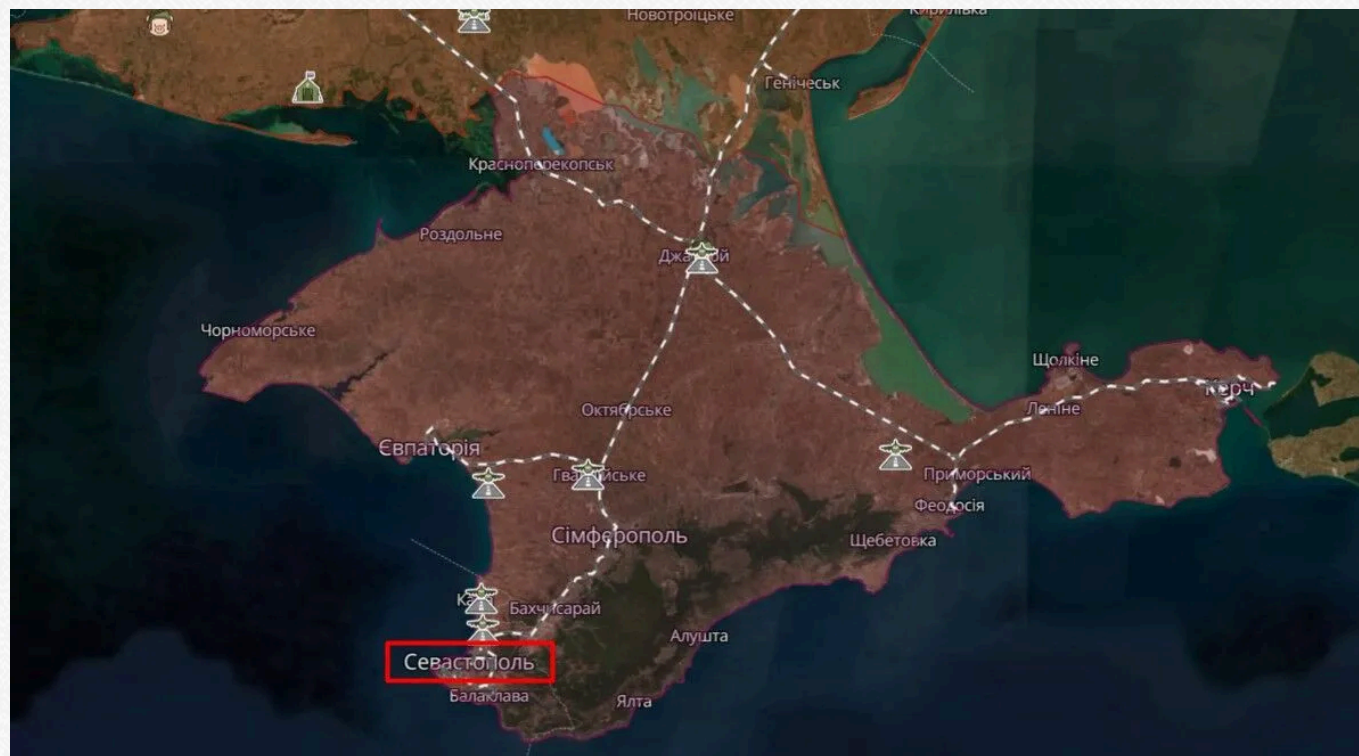 Новотроїцьке
Кирилівка
Генічеськ
Красноперекопськ
Роздольне
Чорноморське
Щолкіне
Керч
Октябрське
Леніне
Євпаторія
Приморський
Феодосія
Сімферополь
Щебетовка
Бахчисарай
Алушта
Севастополь
Балаклава
Ялта